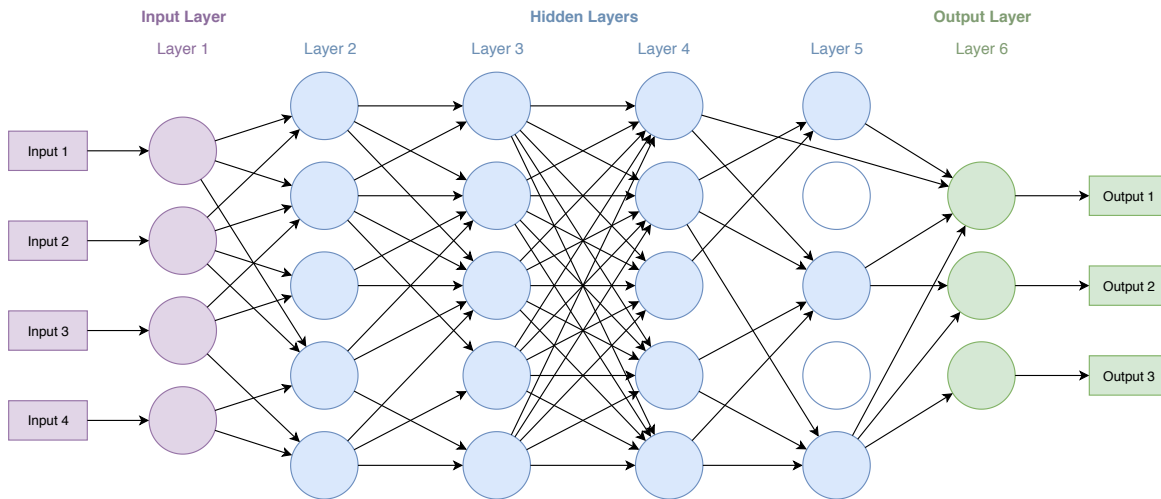 Input Layer
Hidden Layers
Output Layer
Layer 1
Layer 2
Layer 3
Layer 4
Layer 5
Layer 6
Input 1
Input 2
Input 3
Input 4
Output 1
Output 2
Output 3